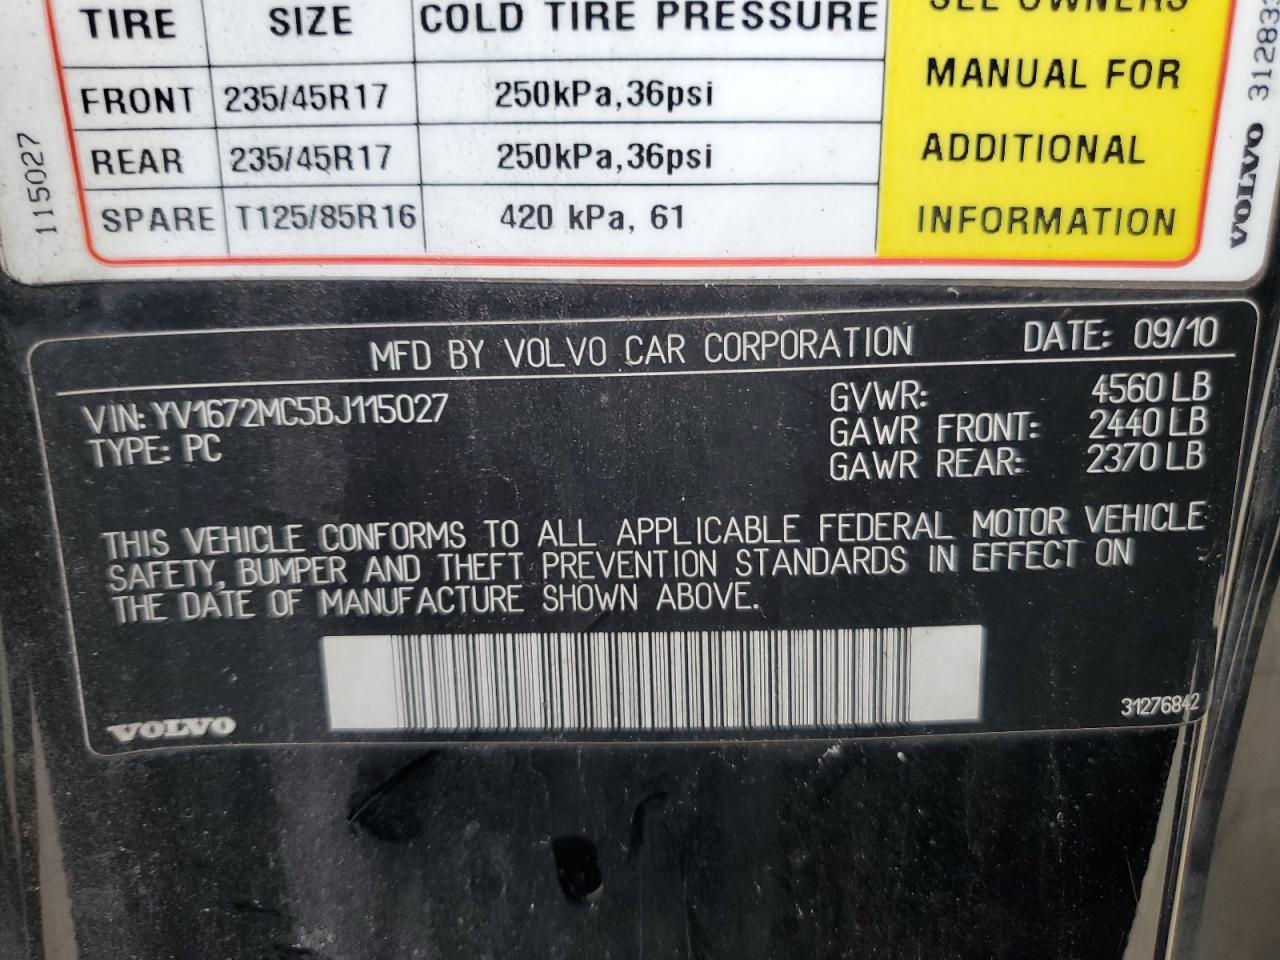 TIRE SIZE COLD TIRE PRESSURE
FRONT 235/45R17 250kPa,36psi
REAR 235/45R17 250kPa,36psi
SPARE T125/85R16 420 kPa, 61
SEE OWNERS
MANUAL FOR
ADDITIONAL
INFORMATION
115027
VOLVO
MFD BY VOLVO CAR CORPORATION DATE: 09/10
VIN: YV1672MC5BJ115027
TYPE: PC
GVWR: 4560 LB
GAWR FRONT: 2440 LB
GAWR REAR: 2370 LB
THIS VEHICLE CONFORMS TO ALL APPLICABLE FEDERAL MOTOR VEHICLE
SAFETY, BUMPER AND THEFT PREVENTION STANDARDS IN EFFECT ON
THE DATE OF MANUFACTURE SHOWN ABOVE.
VOLVO
31276842